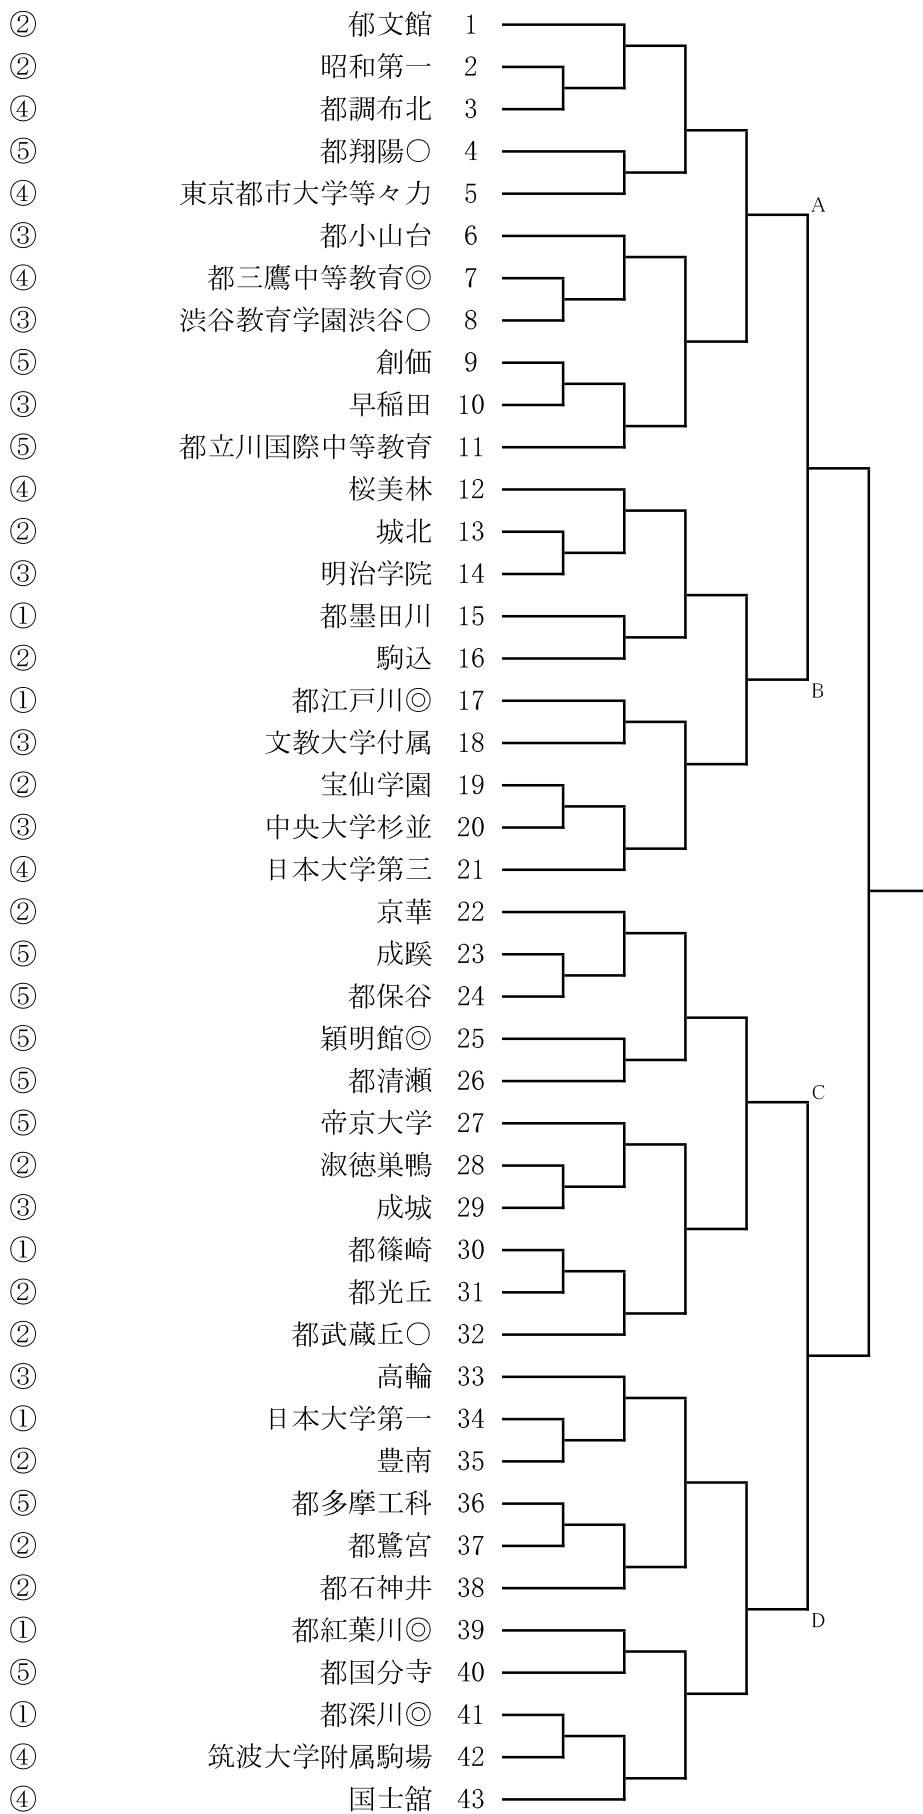 ② 郁文館 1
② 昭和第一 2
④ 都調布北 3
⑤ 都翔陽○ 4
④ 東京都市大学等々力 5
A
③ 都小山台 6
④ 都三鷹中等教育◎ 7
③ 渋谷教育学園渋谷○ 8
⑤ 創価 9
③ 早稲田 10
⑤ 都立川国際中等教育 11
④ 桜美林 12
② 城北 13
③ 明治学院 14
① 都墨田川 15
② 駒込 16
B
① 都江戸川◎ 17
③ 文教大学付属 18
② 宝仙学園 19
③ 中央大学杉並 20
④ 日本大学第三 21
② 京華 22
⑤ 成蹊 23
⑤ 都保谷 24
⑤ 穎明館◎ 25
⑤ 都清瀬 26
C
⑤ 帝京大学 27
② 淑徳巣鴨 28
③ 成城 29
① 都篠崎 30
② 都光丘 31
② 都武蔵丘○ 32
③ 高輪 33
① 日本大学第一 34
② 豊南 35
⑤ 都多摩工科 36
② 都鷺宮 37
② 都石神井 38
D
① 都紅葉川◎ 39
⑤ 都国分寺 40
① 都深川◎ 41
④ 筑波大学附属駒場 42
④ 国士舘 43